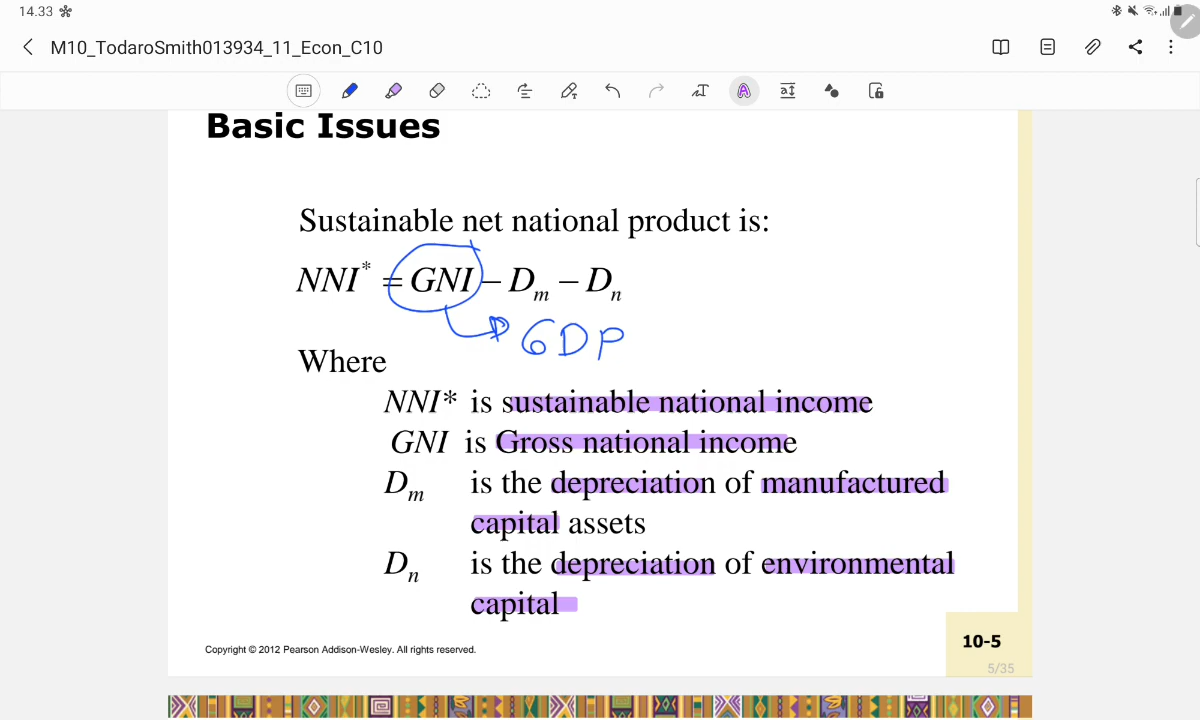 14.33
M10_TodaroSmith013934_11_Econ_C10
Basic Issues
Sustainable net national product is:
NNI* = GNI − Dm − Dn
GDP
Where
NNI* is sustainable national income
GNI is Gross national income
Dm is the depreciation of manufactured
capital assets
Dn is the depreciation of environmental
capital
Copyright © 2012 Pearson Addison-Wesley. All rights reserved.
10-5
5/35